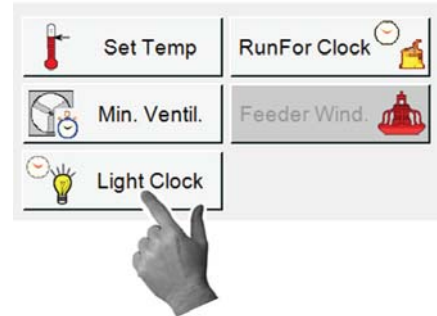 Set Temp
RunFor Clock
Min. Ventil.
Feeder Wind.
Light Clock